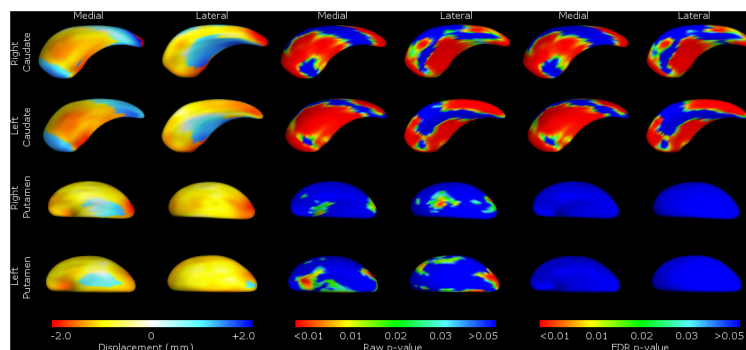 Medial Lateral Medial Lateral Medial Lateral
Right
Caudate
Left
Caudate
Right
Putamen
Left
Putamen
-2.0 0 +2.0 <0.01 0.01 0.02 0.03 >0.05 <0.01 0.01 0.02 0.03 >0.05
Displacement (mm) Raw p-value FDR p-value